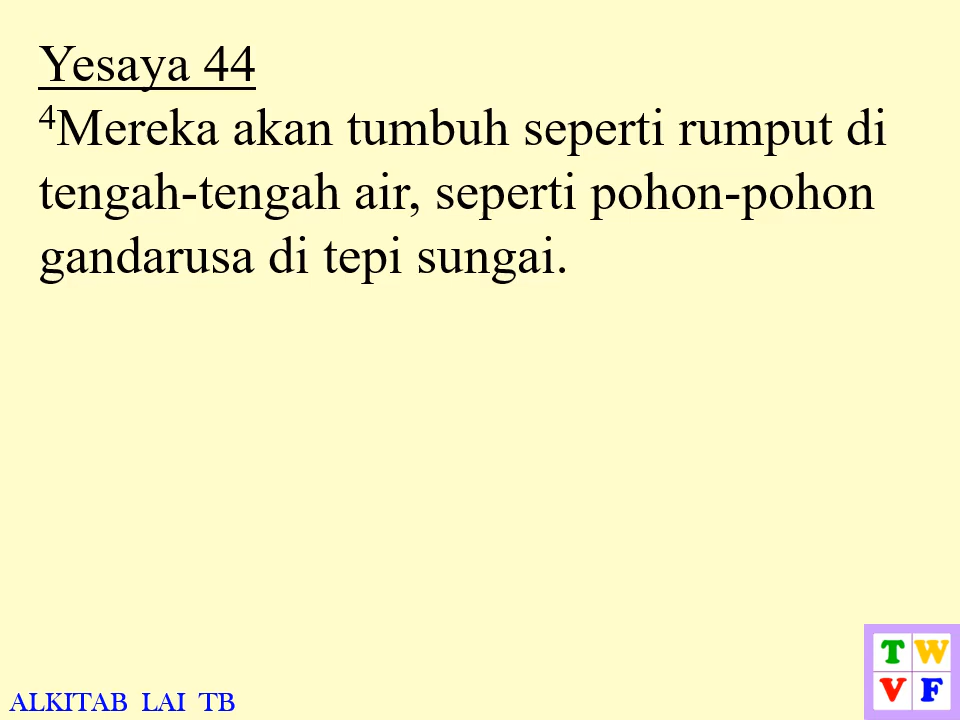 Yesaya 44
⁴Mereka akan tumbuh seperti rumput di
tengah-tengah air, seperti pohon-pohon
gandarusa di tepi sungai.
T W
V F
ALKITAB LAI TB